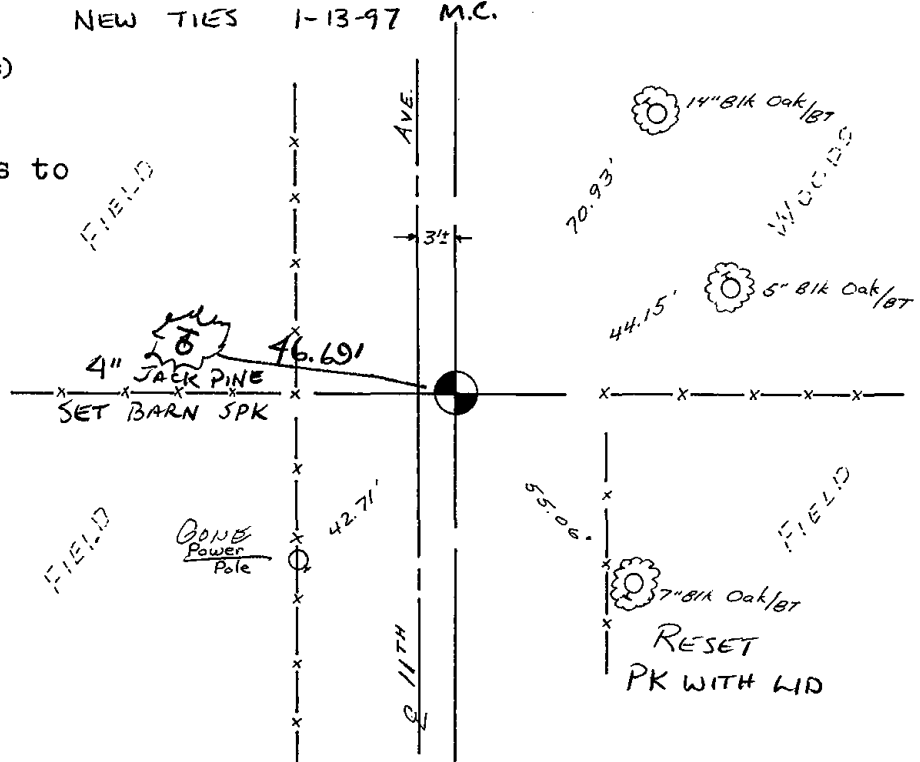 NEW TIES 1-13-97 M.C.
s)
s to
AVE.
14" Blk Oak/BT
FIELD
WOODS
70.93'
3'±
5" Blk Oak/BT
44.15'
46.69'
4" JACK PINE
SET BARN SPK
42.71'
55.06'
FIELD
FIELD
GONE
Power
Pole
7" Blk Oak/BT
11TH
RESET
PK WITH LID